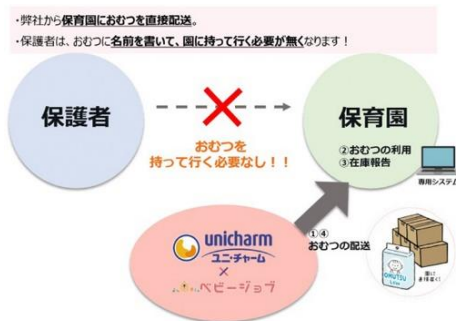 ・弊社から保育園におむつを直接配送。
・保護者は、おむつに名前を書いて、園に持って行く必要が無くなります！
保護者
保育園
おむつを
持って行く必要なし！！
②おむつの利用
③在庫報告
専用システム
①④
おむつの配送
unicharm
ユニ・チャーム
×
ベビージョブ
OMUTSU